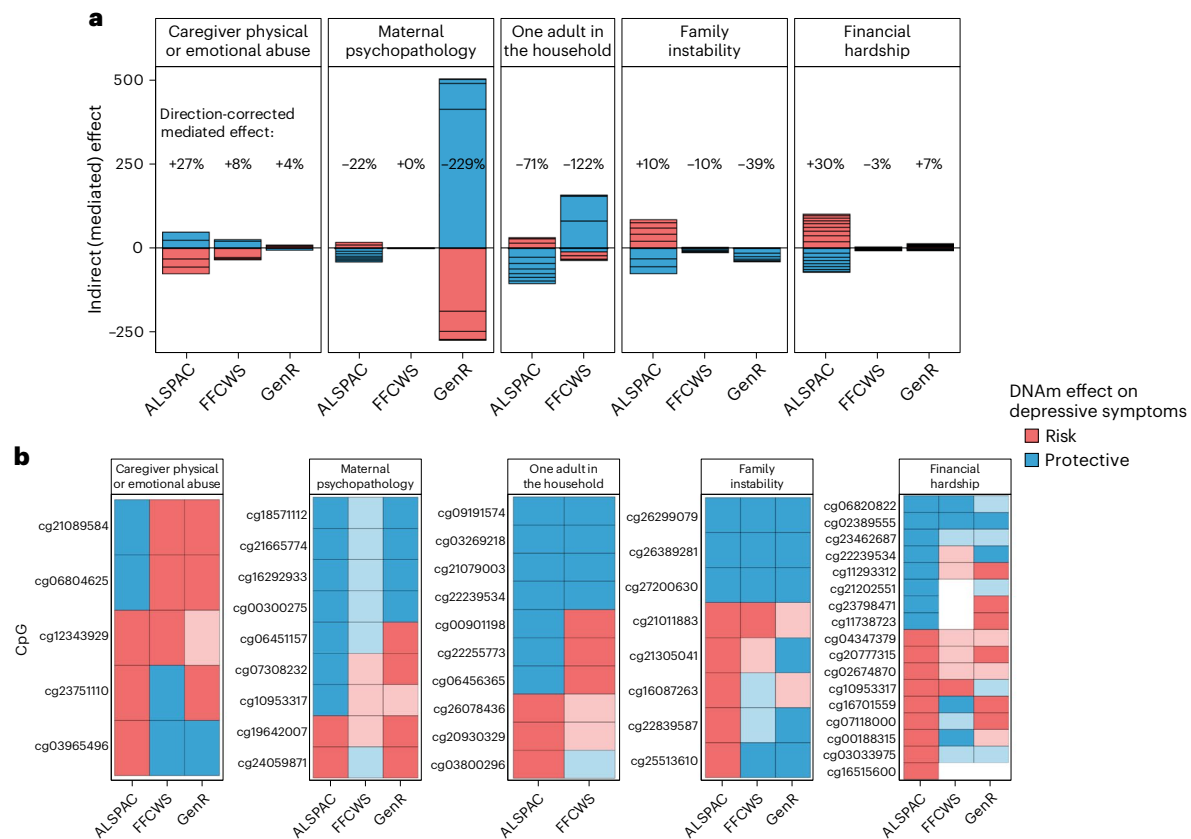 a
Caregiver physical
or emotional abuse
Maternal
psychopathology
One adult in
the household
Family
instability
Financial
hardship
Indirect (mediated) effect
500
250
0
−250
Direction-corrected
mediated effect:
+27%
+8%
+4%
−22%
+0%
−229%
−71%
−122%
+10%
−10%
−39%
+30%
−3%
+7%
ALSPAC
FFCWS
GenR
ALSPAC
FFCWS
GenR
ALSPAC
FFCWS
ALSPAC
FFCWS
GenR
ALSPAC
FFCWS
GenR
DNAm effect on
depressive symptoms
Risk
Protective
b
CpG
Caregiver physical
or emotional abuse
cg21089584
cg06804625
cg12343929
cg23751110
cg03965496
ALSPAC
FFCWS
GenR
Maternal
psychopathology
cg18571112
cg21665774
cg16292933
cg00300275
cg06451157
cg07308232
cg10953317
cg19642007
cg24059871
ALSPAC
FFCWS
GenR
One adult in
the household
cg09191574
cg03269218
cg21079003
cg22239534
cg00901198
cg22255773
cg06456365
cg26078436
cg20930329
cg03800296
ALSPAC
FFCWS
Family
instability
cg26299079
cg26389281
cg27200630
cg21011883
cg21305041
cg16087263
cg22839587
cg25513610
ALSPAC
FFCWS
GenR
Financial
hardship
cg06820822
cg02389555
cg23462687
cg22239534
cg11293312
cg21202551
cg23798471
cg11738723
cg04347379
cg20777315
cg02674870
cg10953317
cg16701559
cg07118000
cg00188315
cg03033975
cg16515600
ALSPAC
FFCWS
GenR